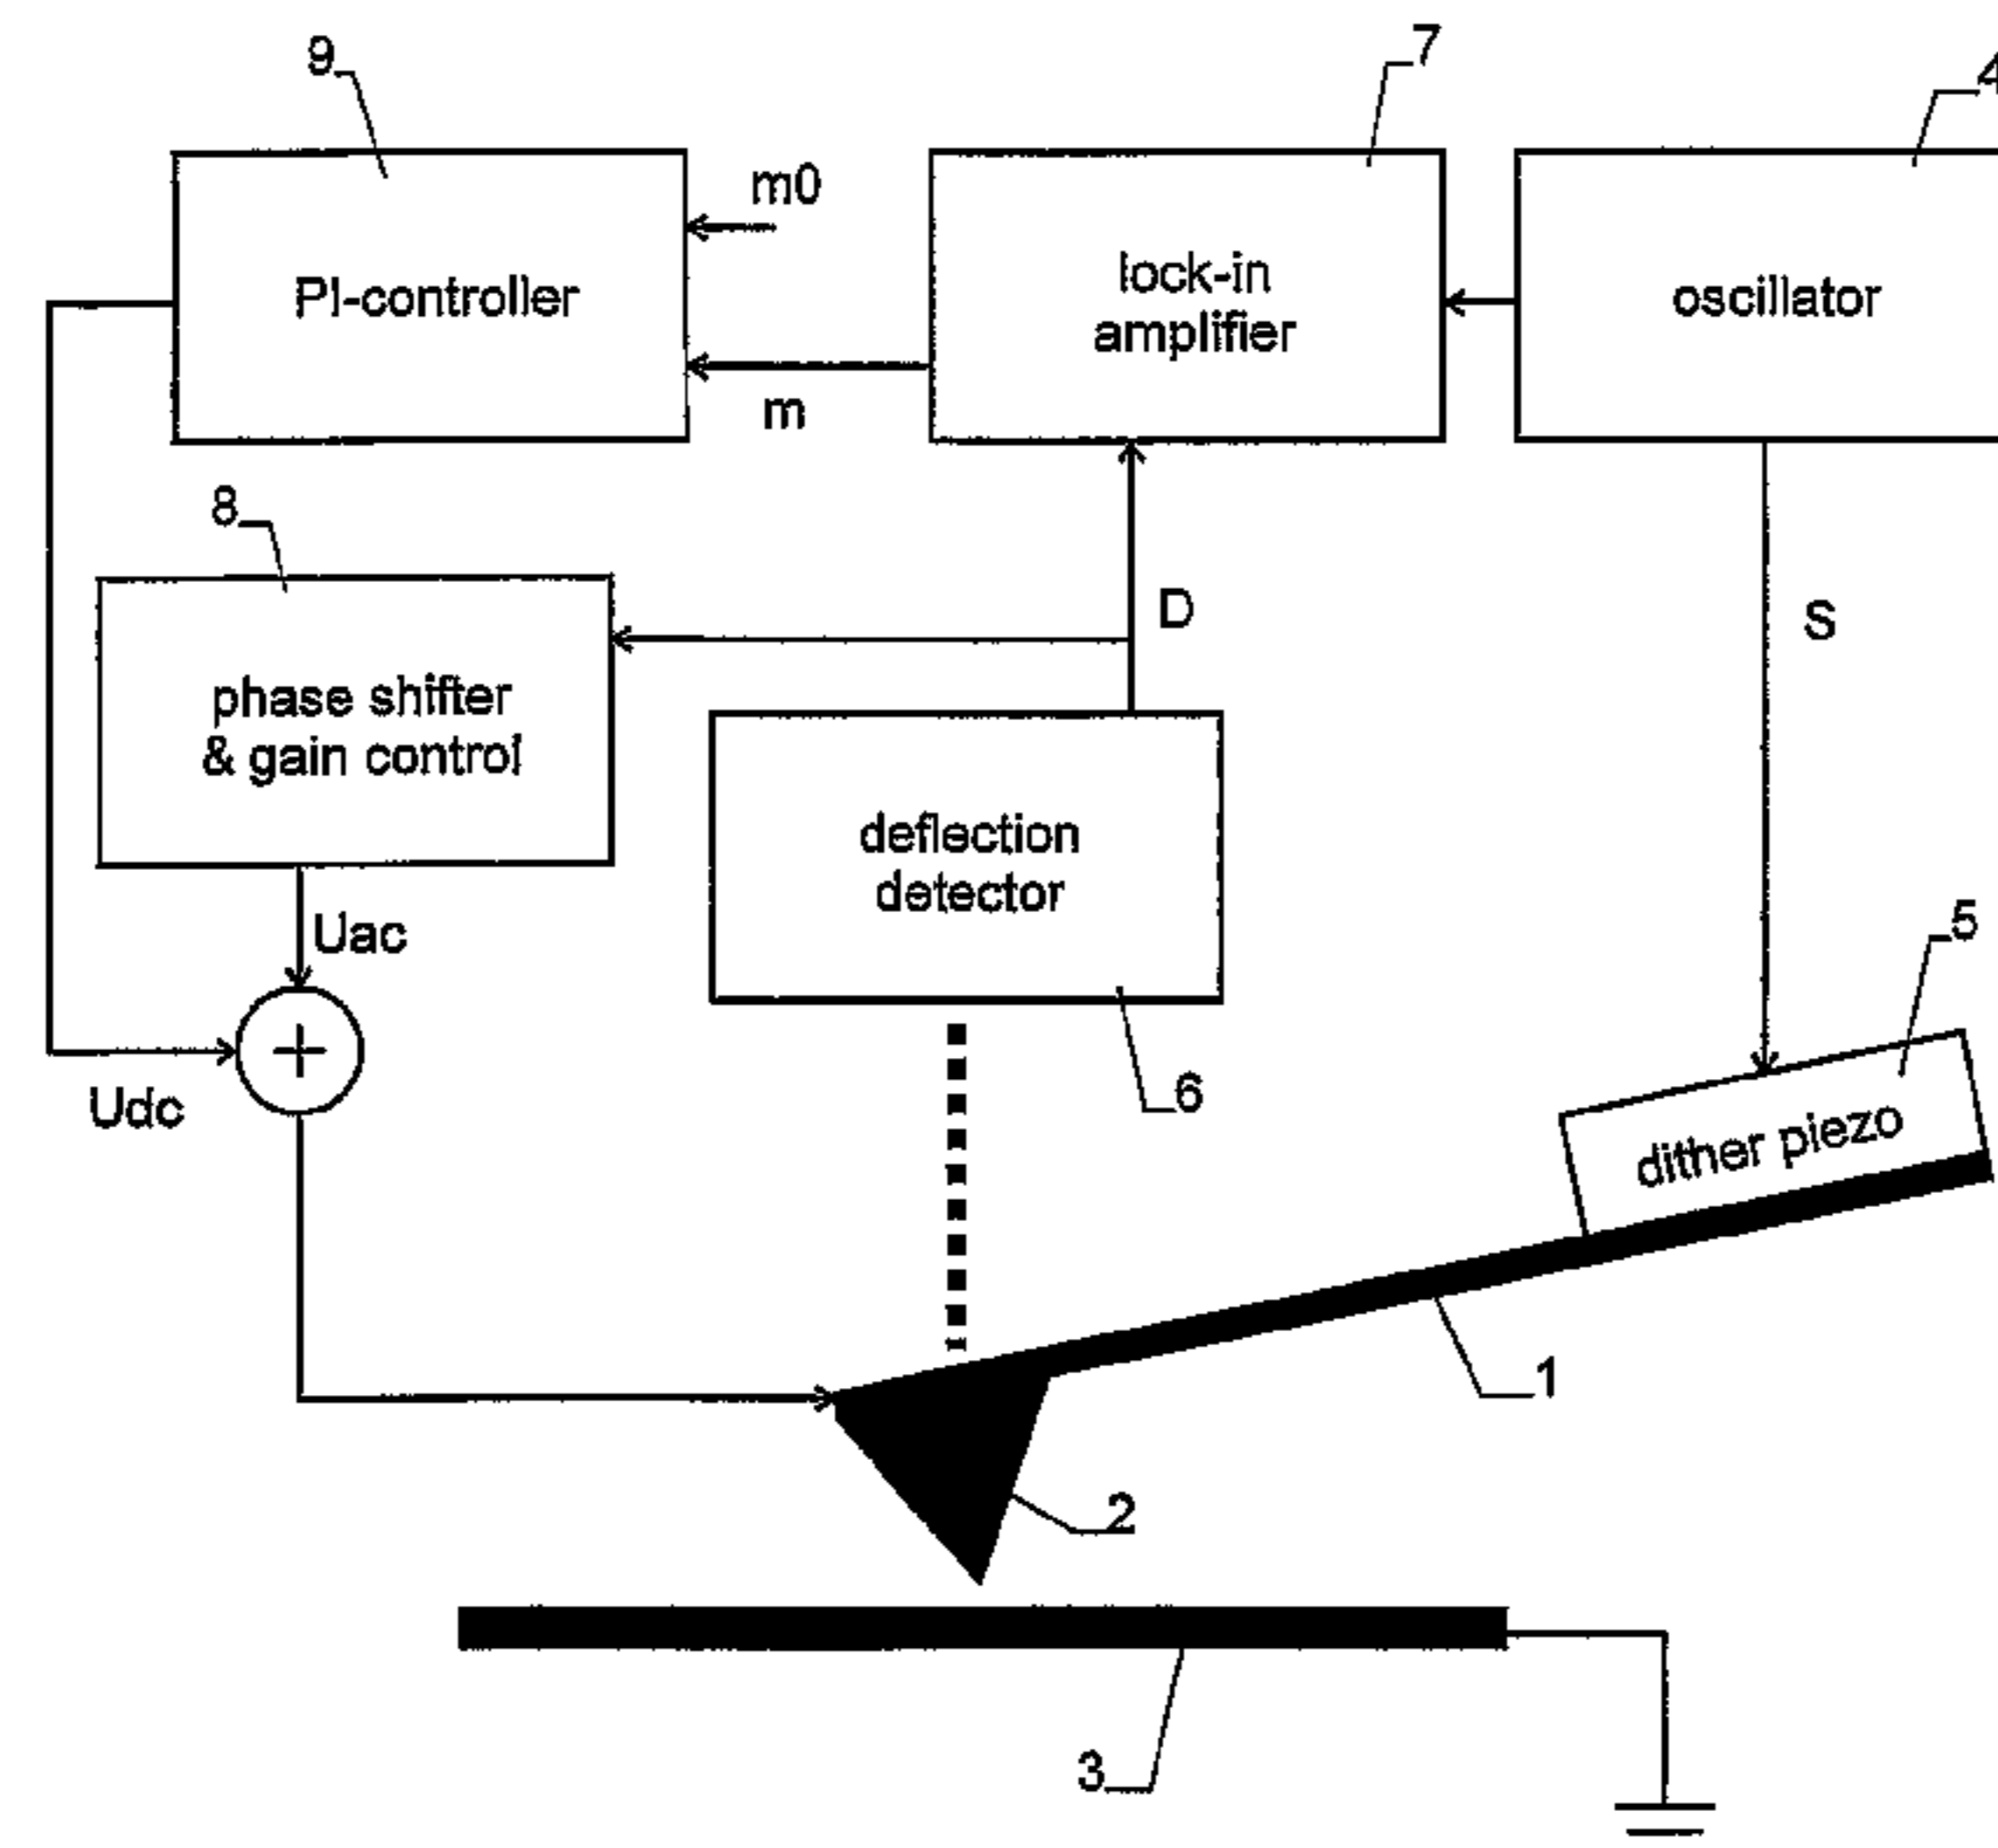 9
7
4
m0
PI-controller
lock-in
amplifier
oscillator
m
8
D
S
phase shifter
& gain control
deflection
detector
Uac
5
Udc
6
dither piezo
1
2
3